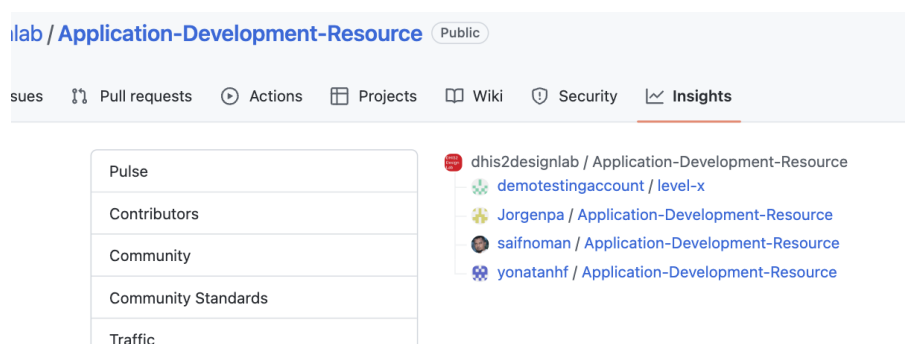 lab / Application-Development-Resource Public
sues Pull requests Actions Projects Wiki Security Insights
Pulse
Contributors
Community
Community Standards
Traffic
dhis2designlab / Application-Development-Resource
demotestingaccount / level-x
Jorgenpa / Application-Development-Resource
saifnoman / Application-Development-Resource
yonatanhf / Application-Development-Resource